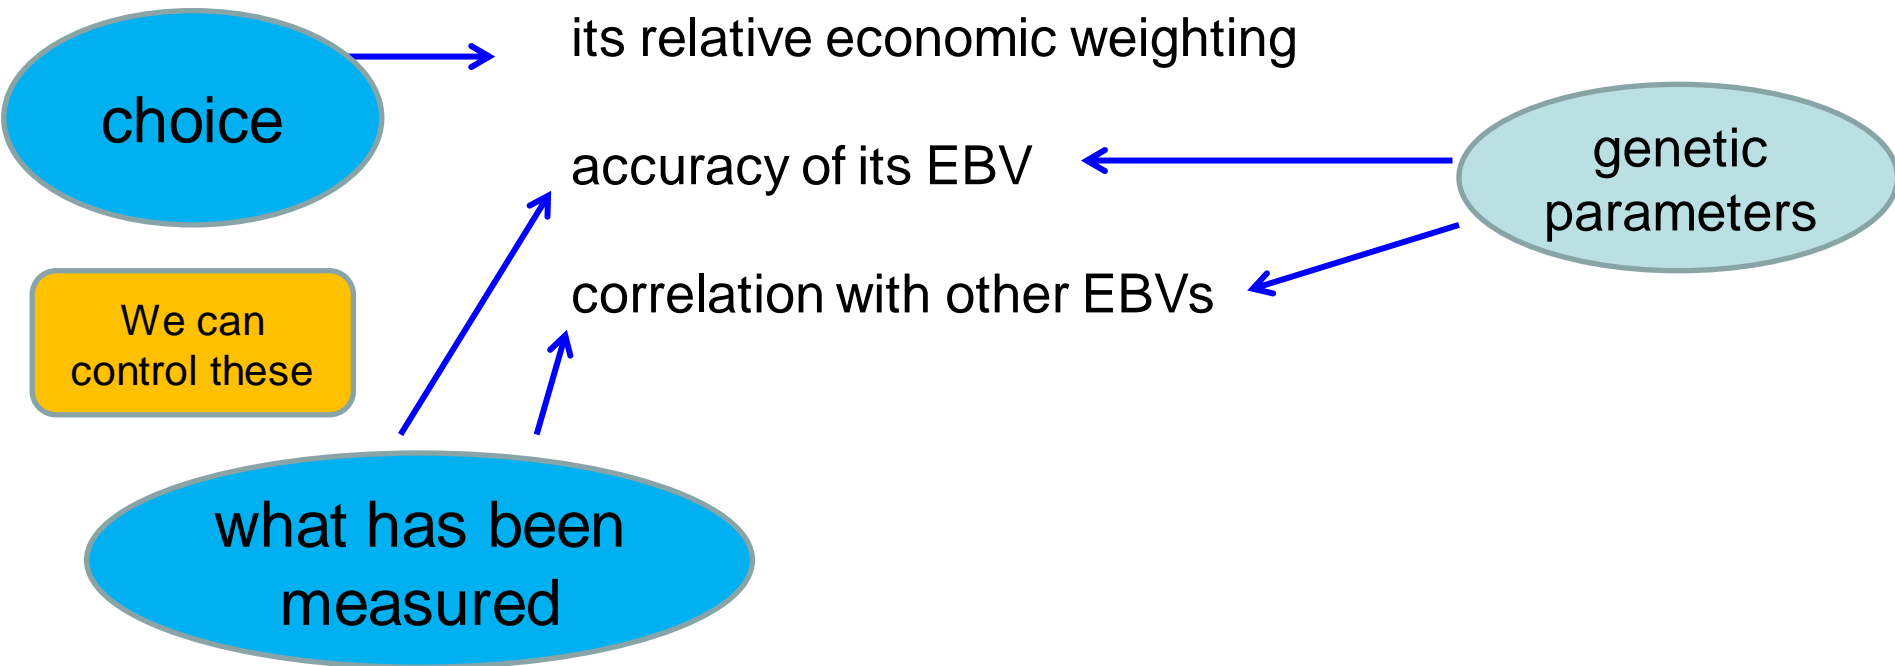 its relative economic weighting
choice
accuracy of its EBV
genetic
parameters
correlation with other EBVs
We can
control these
what has been
measured